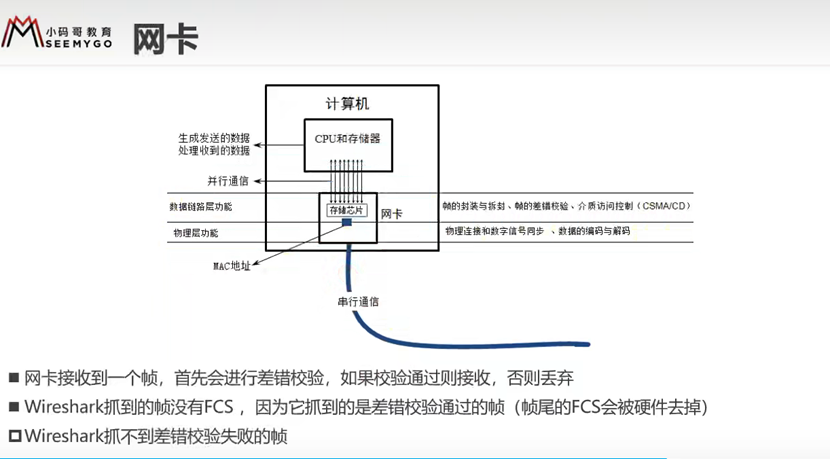 小码哥教育
SEEMYGO
网卡
计算机
CPU和存储器
生成发送的数据
处理收到的数据
并行通信
数据链路层功能
存储芯片
网卡
帧的封装与拆封、帧的差错校验、介质访问控制(CSMA/CD)
物理层功能
物理连接和数字信号同步 、数据的编码与解码
MAC地址
串行通信
■ 网卡接收到一个帧，首先会进行差错校验，如果校验通过则接收，否则丢弃
■ Wireshark抓到的帧没有FCS ，因为它抓到的是差错校验通过的帧（帧尾的FCS会被硬件去掉）
Wireshark抓不到差错校验失败的帧